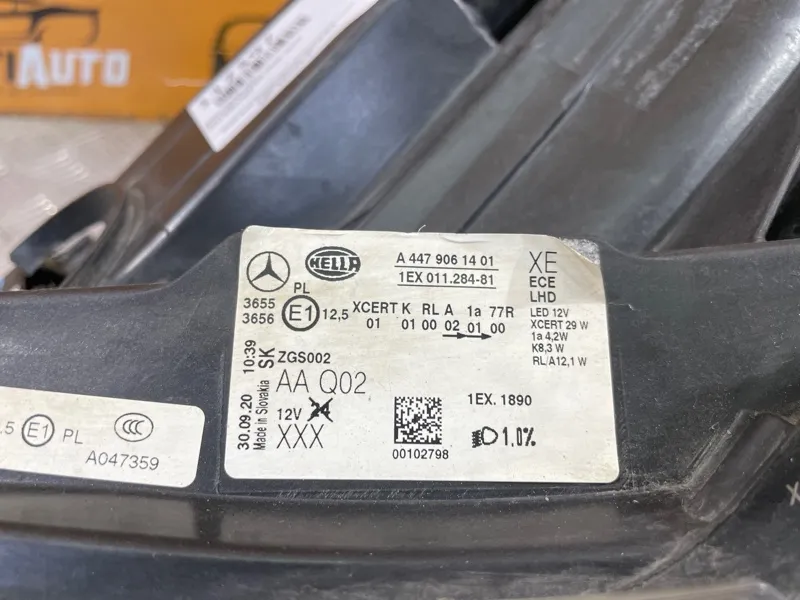 AUTO
HELLA
A 447 906 14 01
1EX 011.284-81
XE
ECE
LHD
LED 12V
XCERT 29 W
1a 4,2W
K8,3 W
RL/A12,1 W
PL
3655
3656
E1
12,5
XCERT K RL A 1a 77R
01 01 00 02 01 00
30.09.20 10:39
Made in Slovakia SK
ZGS002
AA Q02
12V 24
XXX
00102798
1EX. 1890
1.0%
.5 E1 PL
CCC
A047359